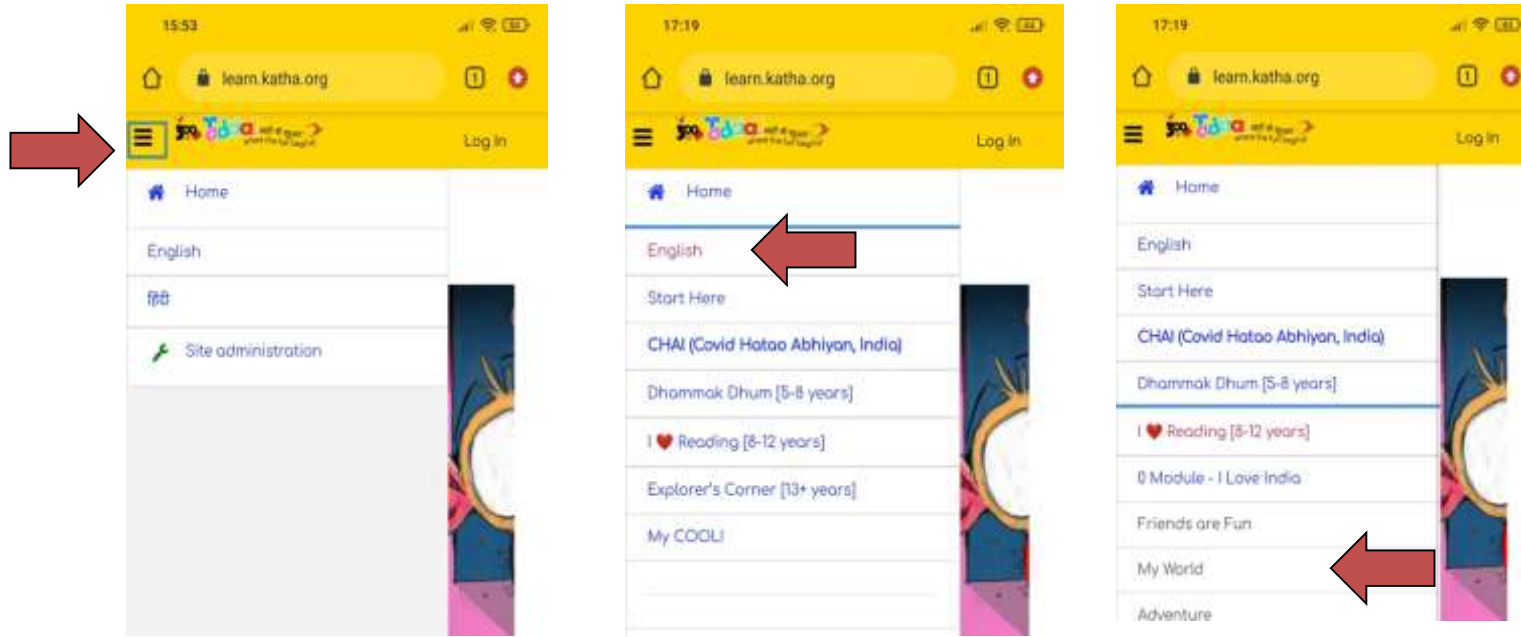 15:53
learn.katha.org
1
Log In
Home
English
हिंदी
Site administration
17:19
learn.katha.org
1
Log In
Home
English
Start Here
CHAI (Covid Hatao Abhiyan, India)
Dhammak Dhum [5-8 years]
I ❤ Reading [8-12 years]
Explorer's Corner [13+ years]
My COOL!
17:19
learn.katha.org
1
Log In
Home
English
Start Here
CHAI (Covid Hatao Abhiyan, India)
Dhammak Dhum [5-8 years]
I ❤ Reading [8-12 years]
0 Module - I Love India
Friends are Fun
My World
Adventure